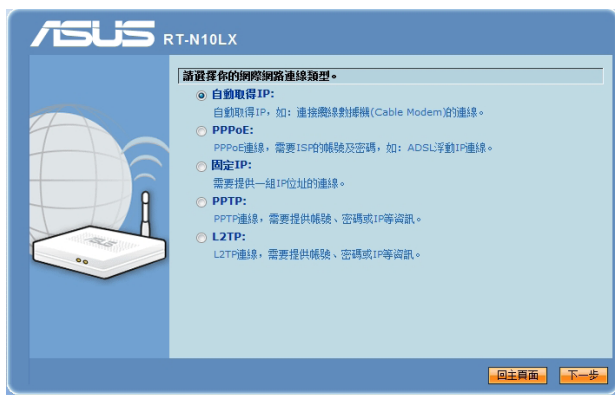 ASUS RT-N10LX
請選擇你的網際網路連線類型。
自動取得IP:
自動取得IP，如: 連接纜線數據機(Cable Modem)的連線。
PPPoE:
PPPoE連線，需要ISP的帳號及密碼，如: ADSL浮動IP連線。
固定IP:
需要提供一組IP位址的連線。
PPTP:
PPTP連線，需要提供帳號、密碼或IP等資訊。
L2TP:
L2TP連線，需要提供帳號、密碼或IP等資訊。
ASUS
回主頁面 下一步